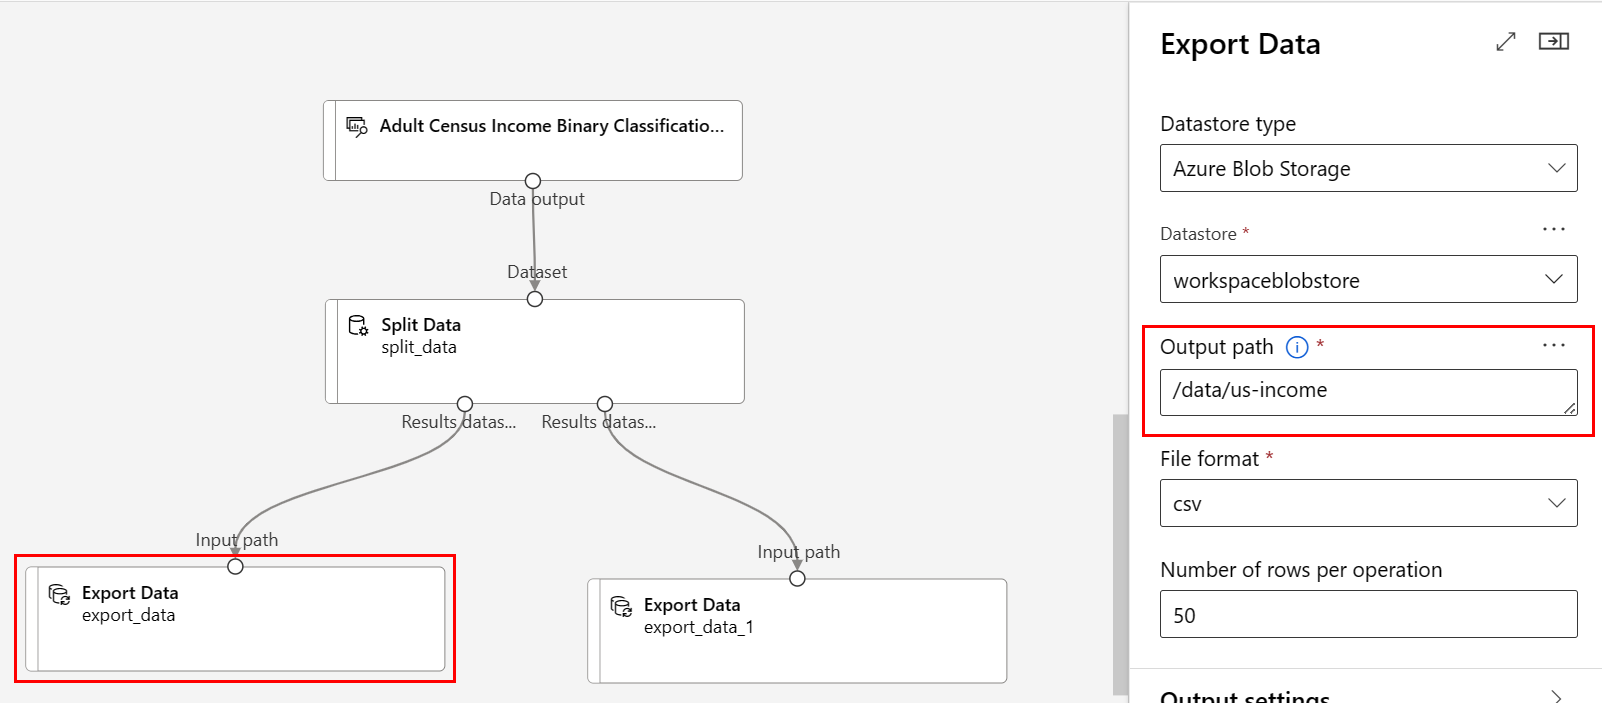 Adult Census Income Binary Classificatio...
Data output
Dataset
Split Data
split_data
Results datas...
Results datas...
Input path
Export Data
export_data
Input path
Export Data
export_data_1
Export Data
Datastore type
Azure Blob Storage
Datastore *
workspaceblobstore
Output path *
/data/us-income
File format *
csv
Number of rows per operation
50
Output settings